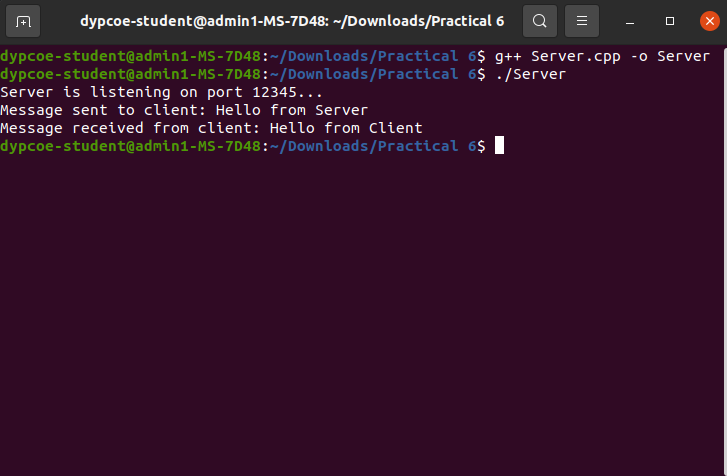 dypcoe-student@admin1-MS-7D48: ~/Downloads/Practical 6
dypcoe-student@admin1-MS-7D48:~/Downloads/Practical 6$ g++ Server.cpp -o Server
dypcoe-student@admin1-MS-7D48:~/Downloads/Practical 6$ ./Server
Server is listening on port 12345...
Message sent to client: Hello from Server
Message received from client: Hello from Client
dypcoe-student@admin1-MS-7D48:~/Downloads/Practical 6$